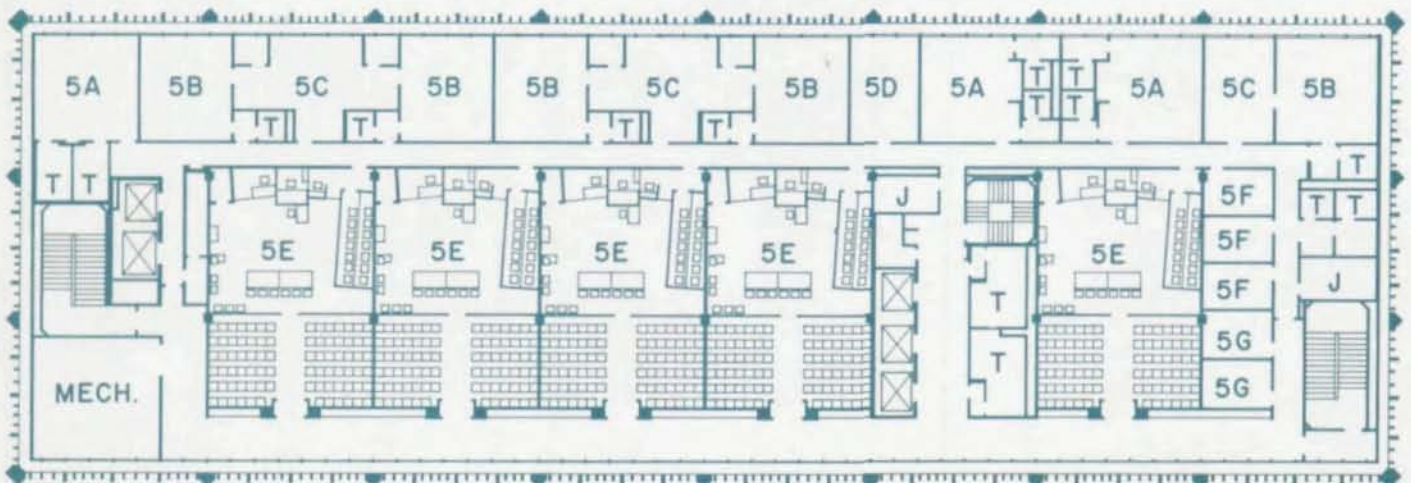 5A 5B 5C 5B 5B 5C 5B 5D 5A T T 5A 5C 5B
T T T T T T
T T T
J 5F T T
5E 5E 5E 5E 5E 5F
5F J
T
5G
T
MECH. 5G